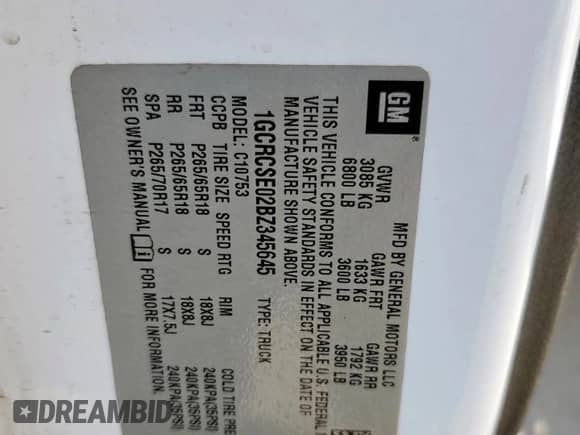 GM
MFD BY GENERAL MOTORS LLC
GVWR GAWR FRT GAWR RR
3085 KG 1633 KG 1792 KG
6800 LB 3600 LB 3950 LB
THIS VEHICLE CONFORMS TO ALL APPLICABLE U.S. FEDERAL
VEHICLE SAFETY STANDARDS IN EFFECT ON THE DATE OF
MANUFACTURE SHOWN ABOVE.
1GCRCSE02BZ345645 TYPE: TRUCK
MODEL: C10753
CCPB TIRE SIZE SPEED RTG RIM COLD TIRE
FRT P265/65R18 S 18X8J 240KPA(35PSI)
RR P265/65R18 S 18X8J 240KPA(35PSI)
SPA P265/70R17 S 17X7.5J 240KPA(35PSI)
SEE OWNER'S MANUAL
DREAMBID